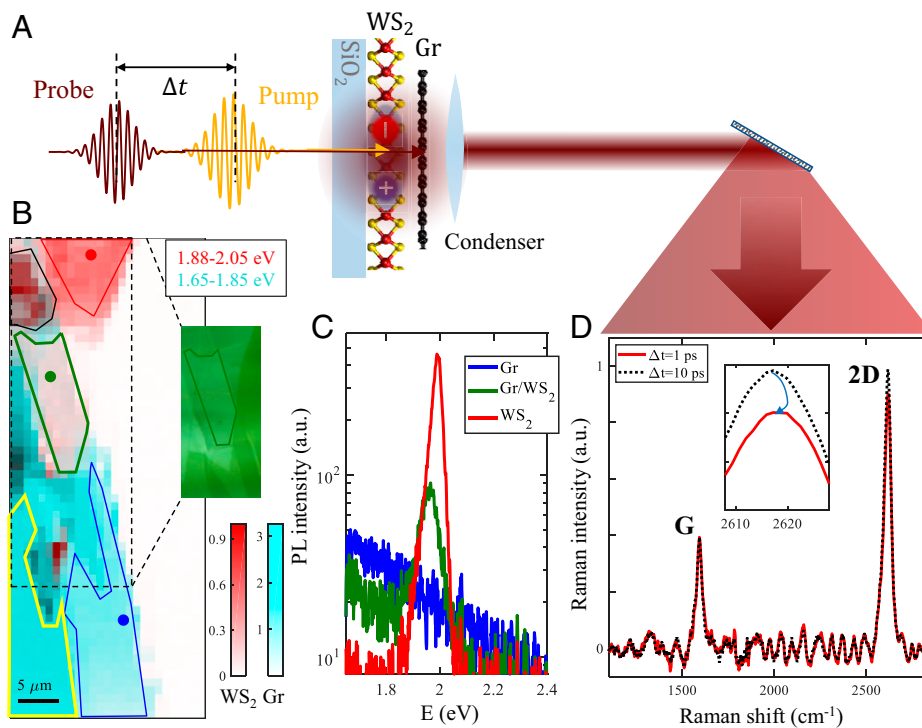 A
WS₂
Gr
SiO₂
Probe
Δt
Pump
−
+
Condenser
B
1.88-2.05 eV
1.65-1.85 eV
5 μm
0.9
0.6
0.3
0
WS₂
3
2
1
0
Gr
C
Gr
Gr/WS₂
WS₂
PL intensity (a.u.)
10²
10¹
1.8
2
2.2
2.4
E (eV)
D
Δt=1 ps
Δt=10 ps
2D
G
2610
2620
Raman intensity (a.u.)
1
0
1500
2000
2500
Raman shift (cm⁻¹)